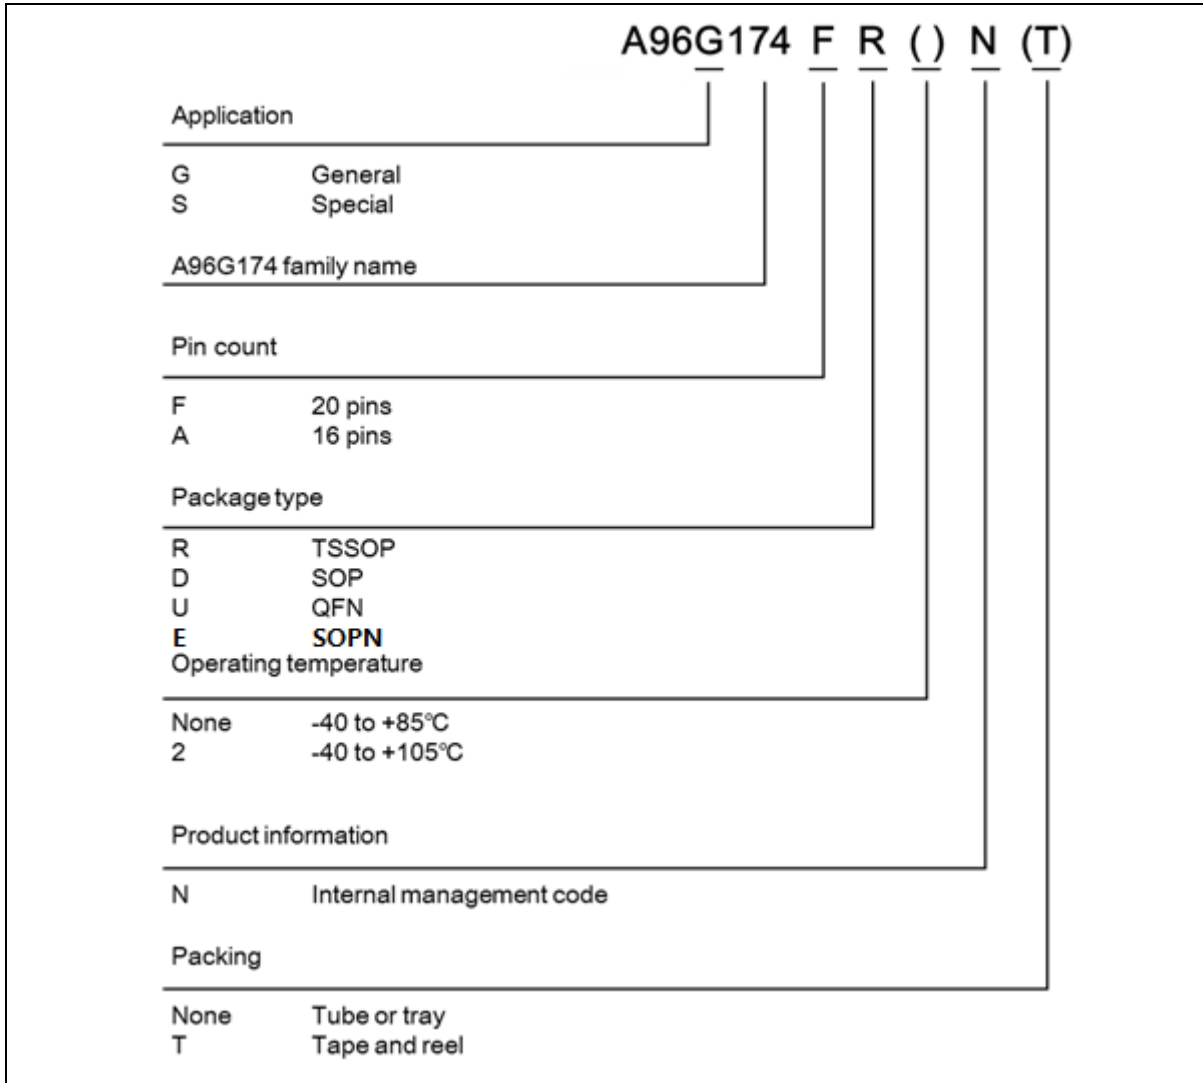 A96G174 F R ( ) N (T)
Application
G General
S Special
A96G174 family name
Pin count
F 20 pins
A 16 pins
Package type
R TSSOP
D SOP
U QFN
E SOPN
Operating temperature
None -40 to +85℃
2 -40 to +105℃
Product information
N Internal management code
Packing
None Tube or tray
T Tape and reel